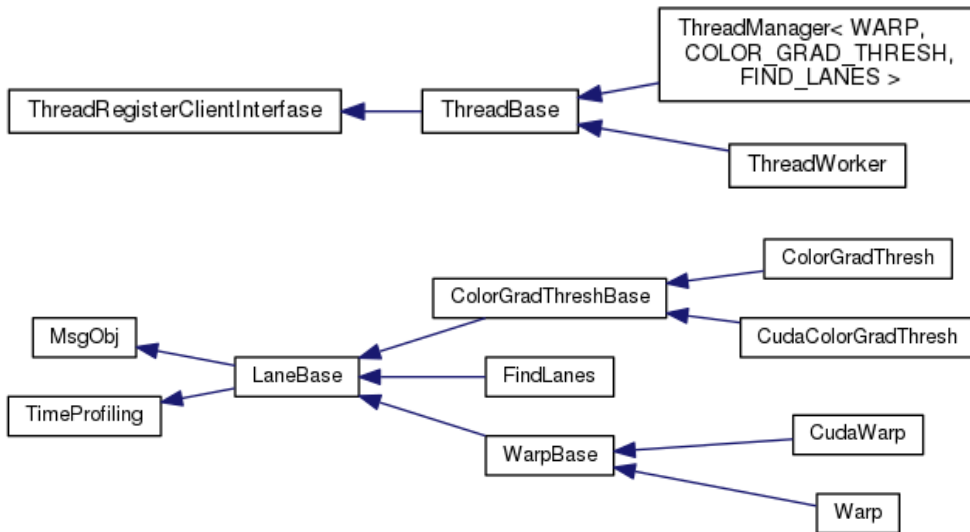 ThreadManager< WARP,
COLOR_GRAD_THRESH,
FIND_LANES >
ThreadRegisterClientInterfase
ThreadBase
ThreadWorker
ColorGradThresh
ColorGradThreshBase
CudaColorGradThresh
MsgObj
LaneBase
FindLanes
TimeProfiling
CudaWarp
WarpBase
Warp